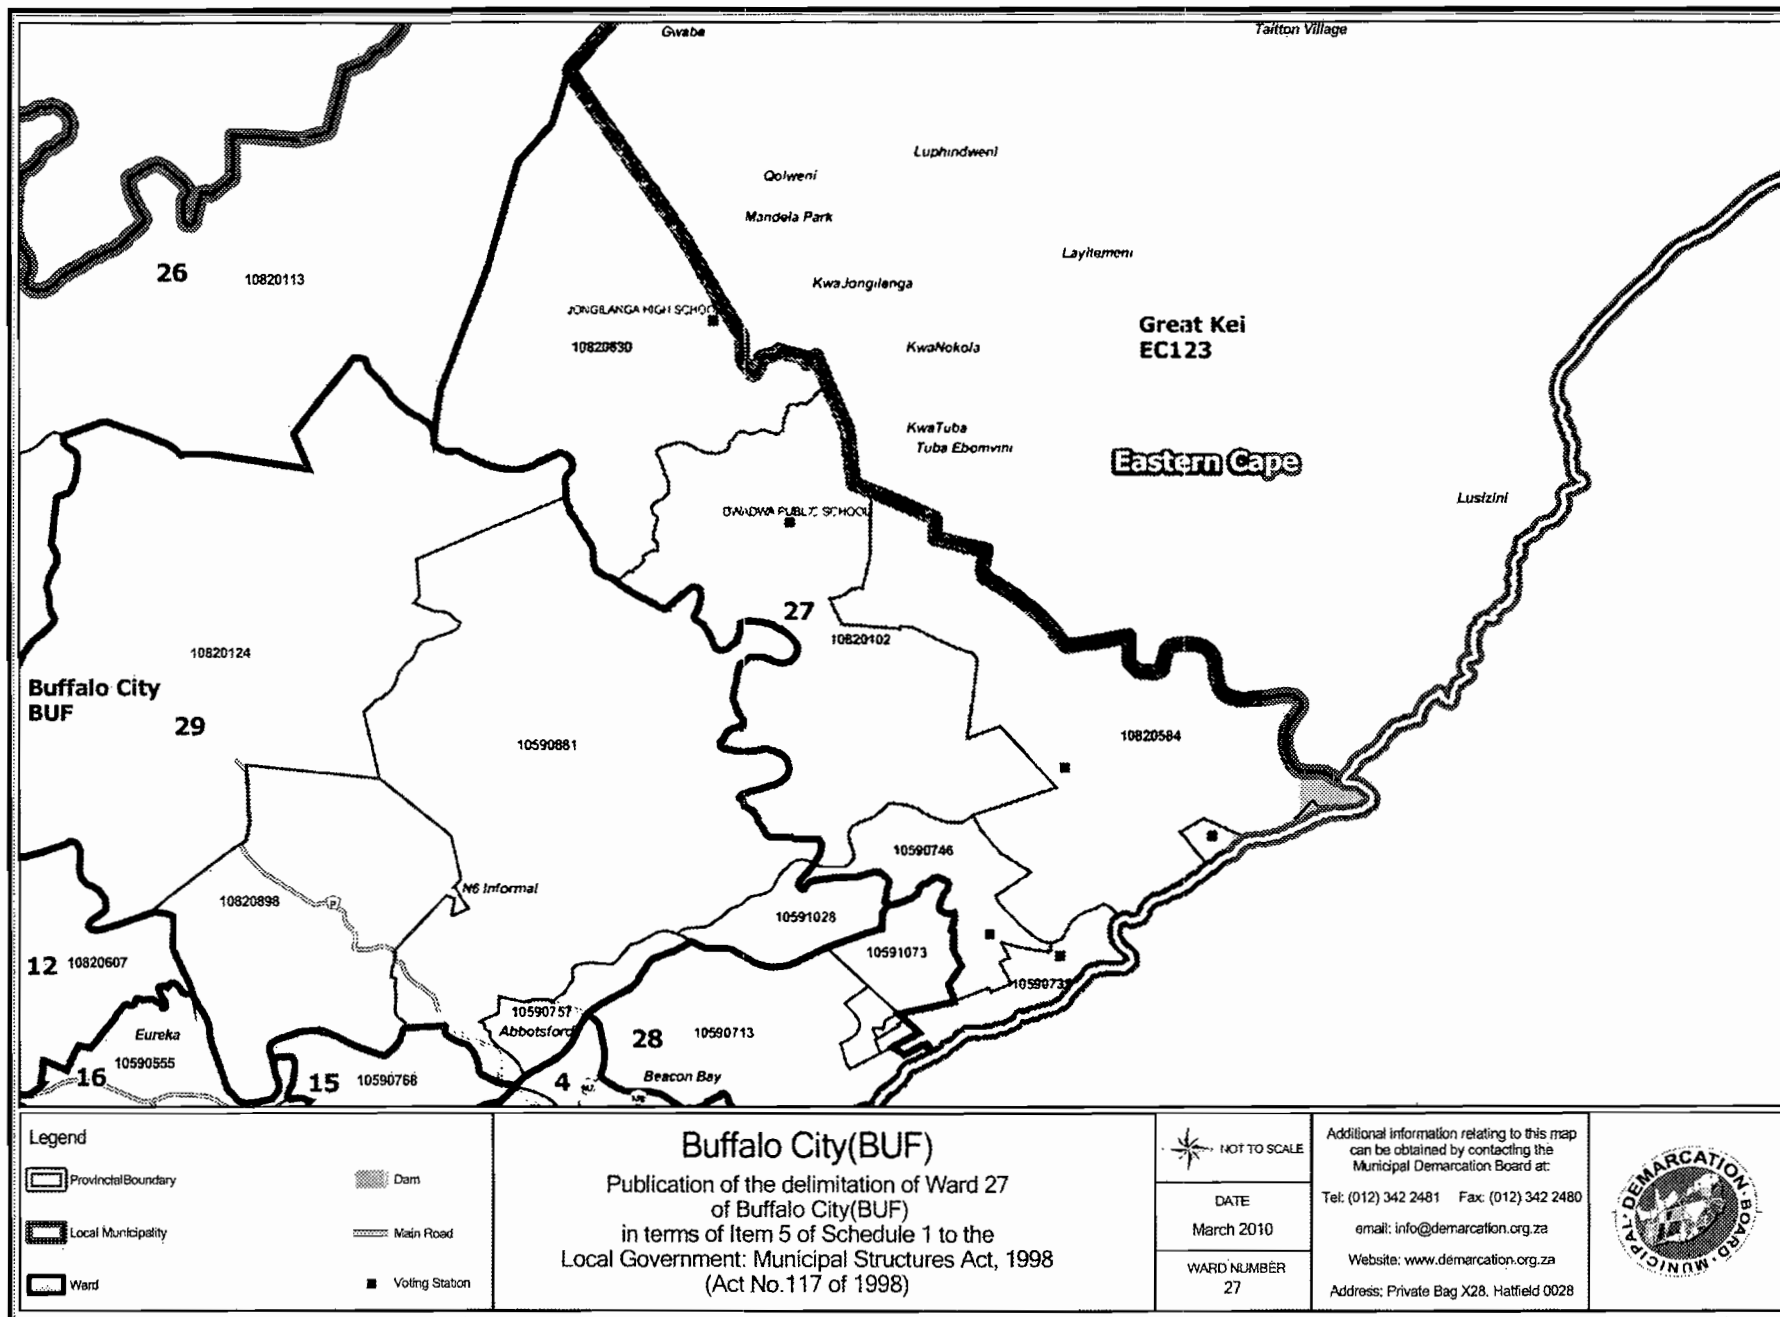 Gwaba
Taitton Village
Luphindweni
Qolweni
Mandela Park
Layitemeni
26
10820113
KwaJongilanga
JONGILANGA HIGH SCHOOL
Great Kei
EC123
10820630
KwaNokola
KwaTuba
Tuba Ebomvini
Eastern Cape
Lusizini
GWADWA PUBLIC SCHOOL
27
10820102
10820124
Buffalo City
BUF
29
10590881
10820584
10590746
N6 Informal
10820898
P
10591028
12
10820607
10591073
1059073
10590757
Abbotsford
Eureka
28
10590713
10590555
16
15
10590768
4
Beacon Bay
Legend
Provincial Boundary
Dam
Local Municipality
Main Road
Ward
Voting Station
Buffalo City(BUF)
Publication of the delimitation of Ward 27
of Buffalo City(BUF)
in terms of Item 5 of Schedule 1 to the
Local Government: Municipal Structures Act, 1998
(Act No.117 of 1998)
NOT TO SCALE
DATE
March 2010
WARD NUMBER
27
Additional information relating to this map
can be obtained by contacting the
Municipal Demarcation Board at:
Tel: (012) 342 2481 Fax: (012) 342 2480
email: info@demarcation.org.za
Website: www.demarcation.org.za
Address: Private Bag X28, Hatfield 0028
MUNICIPAL DEMARCATION BOARD